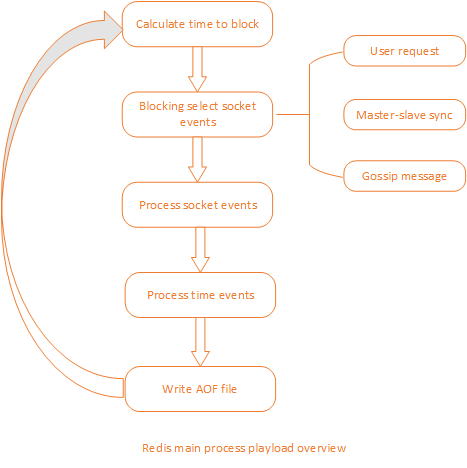 Calculate time to block
User request
Blocking select socket
events
Master-slave sync
Gossip message
Process socket events
Process time events
Write AOF file
Redis main process playload overview